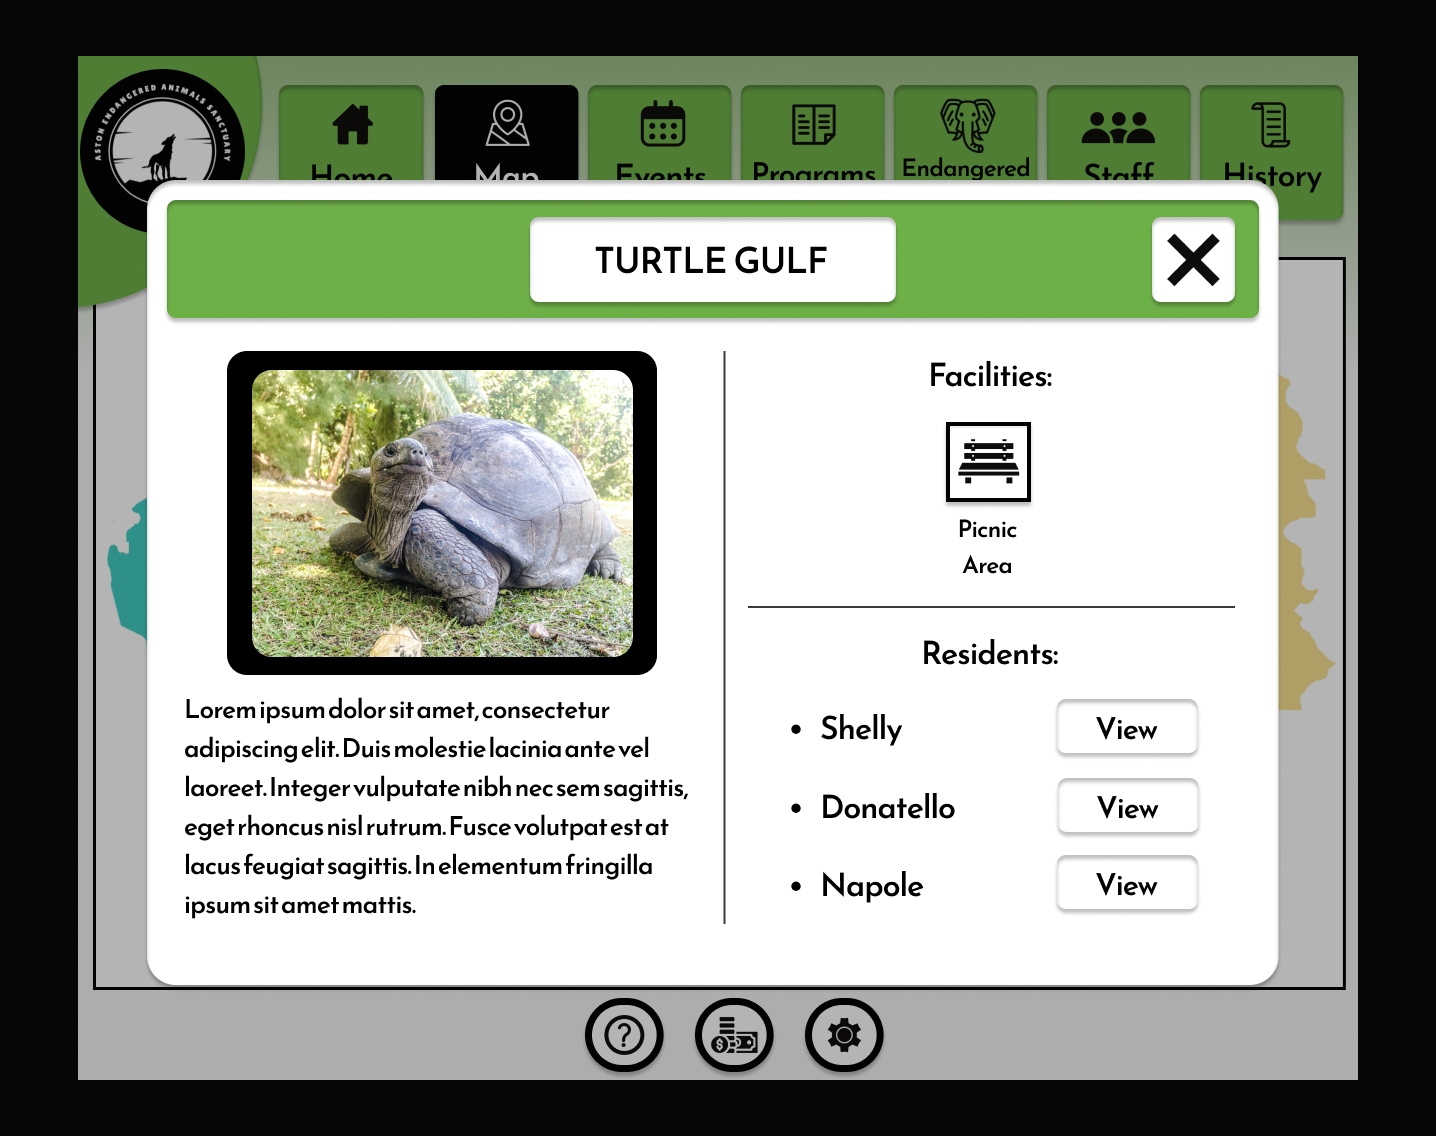 ASTON ENDANGERED ANIMALS SANCTUARY
Home
Map
Events
Programs
Endangered
Staff
History
TURTLE GULF
Facilities:
Picnic
Area
Residents:
• Shelly
View
• Donatello
View
• Napole
View
Lorem ipsum dolor sit amet, consectetur
adipiscing elit. Duis molestie lacinia ante vel
laoreet. Integer vulputate nibh nec sem sagittis,
eget rhoncus nisl rutrum. Fusce volutpat est at
lacus feugiat sagittis. In elementum fringilla
ipsum sit amet mattis.
?
$